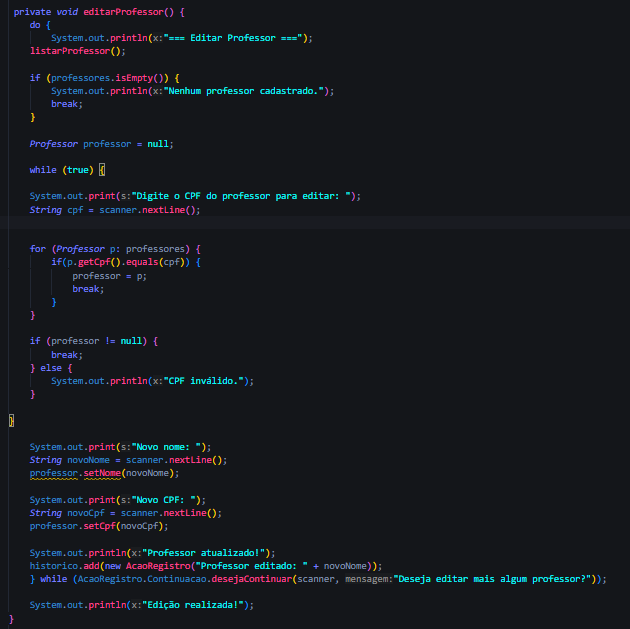 private void editarProfessor() {
do {
System.out.println(x:"=== Editar Professor ===");
listarProfessor();
if (professores.isEmpty()) {
System.out.println(x:"Nenhum professor cadastrado.");
break;
}
Professor professor = null;
while (true) {
System.out.print(s:"Digite o CPF do professor para editar: ");
String cpf = scanner.nextLine();
for (Professor p: professores) {
if(p.getCpf().equals(cpf)) {
professor = p;
break;
}
}
if (professor != null) {
break;
} else {
System.out.println(x:"CPF inválido.");
}
}
System.out.print(s:"Novo nome: ");
String novoNome = scanner.nextLine();
professor.setNome(novoNome);
System.out.print(s:"Novo CPF: ");
String novoCpf = scanner.nextLine();
professor.setCpf(novoCpf);
System.out.println(x:"Professor atualizado!");
historico.add(new AcaoRegistro("Professor editado: " + novoNome));
} while (AcaoRegistro.Continuacao.desejaContinuar(scanner, mensagem:"Deseja editar mais algum professor?"));
System.out.println(x:"Edição realizada!");
}